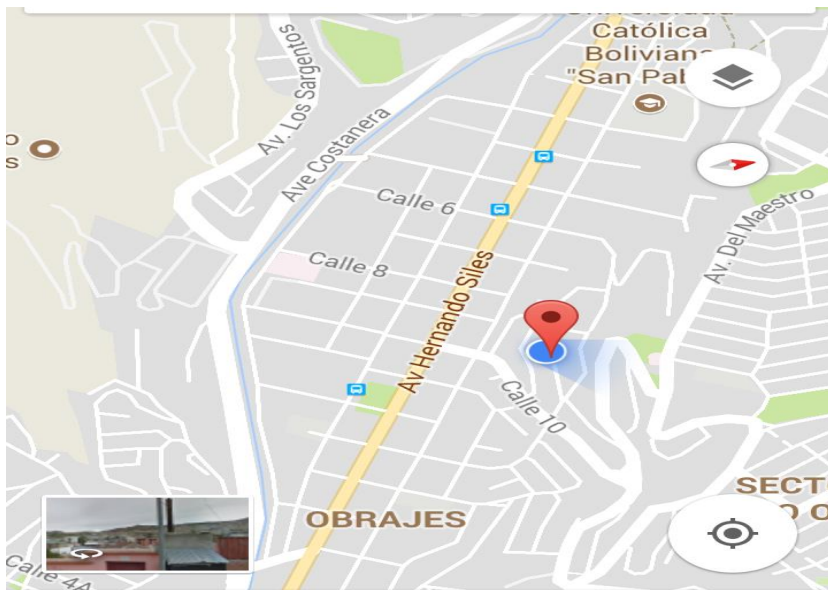 Católica
Boliviana
"San Pab
Av. Los Sargentos
Ave Costanera
Calle 6
Av. Del Maestro
Calle 8
Av Hernando Siles
Calle 10
SECT
OBRAJES
Calle 4A